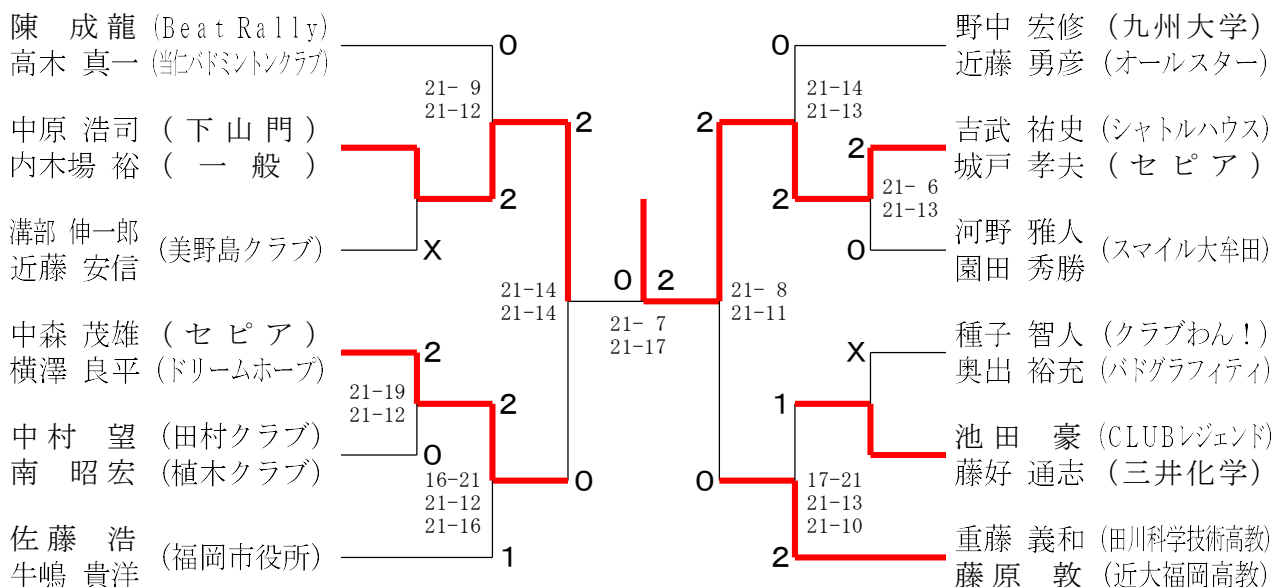 陳 成龍 (Beat Rally)
高木 真一 (当仁バドミントンクラブ)
中原 浩司 (下山門)
内木場 裕 (一般)
溝部 伸一郎
近藤 安信
(美野島クラブ)
中森 茂雄 (セピア)
横澤 良平 (ドリームホープ)
中村 望 (田村クラブ)
南 昭宏 (植木クラブ)
佐藤 浩
牛嶋 貴洋
(福岡市役所)
0
21- 9
21-12
2
2
X
21-14
21-14
2
21-19
21-12
2
0
16-21
21-12
21-16
0
1
0 2
21- 7
21-17
0
21-14
21-13
2
2
2
21- 6
21-13
0
21- 8
21-11
X
1
17-21
21-13
21-10
0
2
野中 宏修 (九州大学)
近藤 勇彦 (オールスター)
吉武 祐史 (シャトルハウス)
城戸 孝夫 (セピア)
河野 雅人
園田 秀勝
(スマイル大牟田)
種子 智人 (クラブわん!)
奥出 裕充 (バドグラフィティ)
池田 豪 (CLUBレジェンド)
藤好 通志 (三井化学)
重藤 義和 (田川科学技術高教)
藤原 敦 (近大福岡高教)